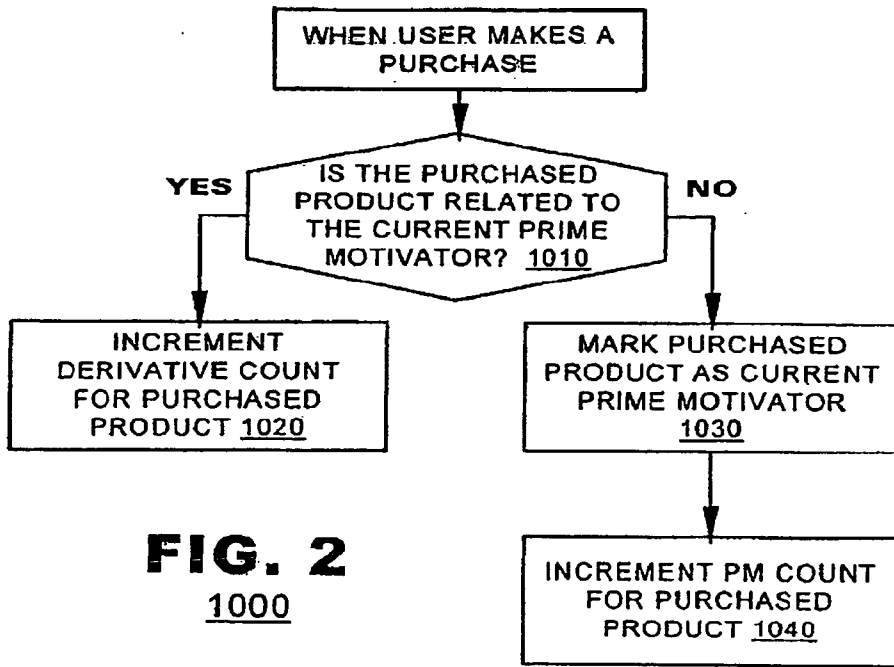 WHEN USER MAKES A
PURCHASE
IS THE PURCHASED
PRODUCT RELATED TO
THE CURRENT PRIME
MOTIVATOR? 1010
YES
NO
INCREMENT
DERIVATIVE COUNT
FOR PURCHASED
PRODUCT 1020
MARK PURCHASED
PRODUCT AS CURRENT
PRIME MOTIVATOR
1030
INCREMENT PM COUNT
FOR PURCHASED
PRODUCT 1040
FIG. 2
1000